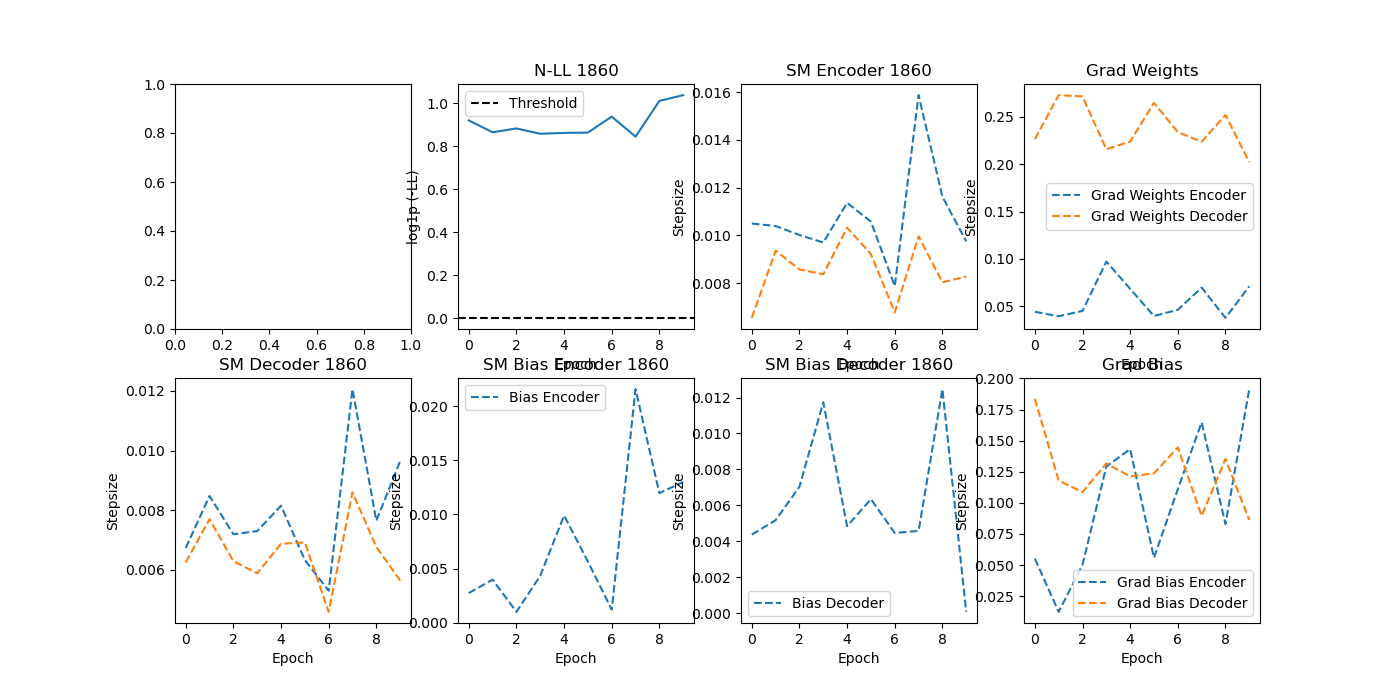 1.0
0.8
0.6
0.4
0.2
0.0
0.0 0.2 0.4 0.6 0.8 1.0
N-LL 1860
Threshold
log1p (-LL)
1.0
0.8
0.6
0.4
0.2
0.0
0 2 4 6 8
Epoch
SM Encoder 1860
Stepsize
0.016
0.014
0.012
0.010
0.008
0 2 4 6 8
Epoch
Grad Weights
Stepsize
0.25
0.20
0.15
0.10
0.05
Grad Weights Encoder
Grad Weights Decoder
0 2 4 6 8
Epoch
SM Decoder 1860
Stepsize
0.012
0.010
0.008
0.006
0 2 4 6 8
Epoch
SM Bias Encoder 1860
Bias Encoder
Stepsize
0.020
0.015
0.010
0.005
0.000
0 2 4 6 8
Epoch
SM Bias Decoder 1860
Stepsize
0.012
0.010
0.008
0.006
0.004
0.002
0.000
Bias Decoder
0 2 4 6 8
Epoch
Grad Bias
Stepsize
0.200
0.175
0.150
0.125
0.100
0.075
0.050
0.025
Grad Bias Encoder
Grad Bias Decoder
0 2 4 6 8
Epoch